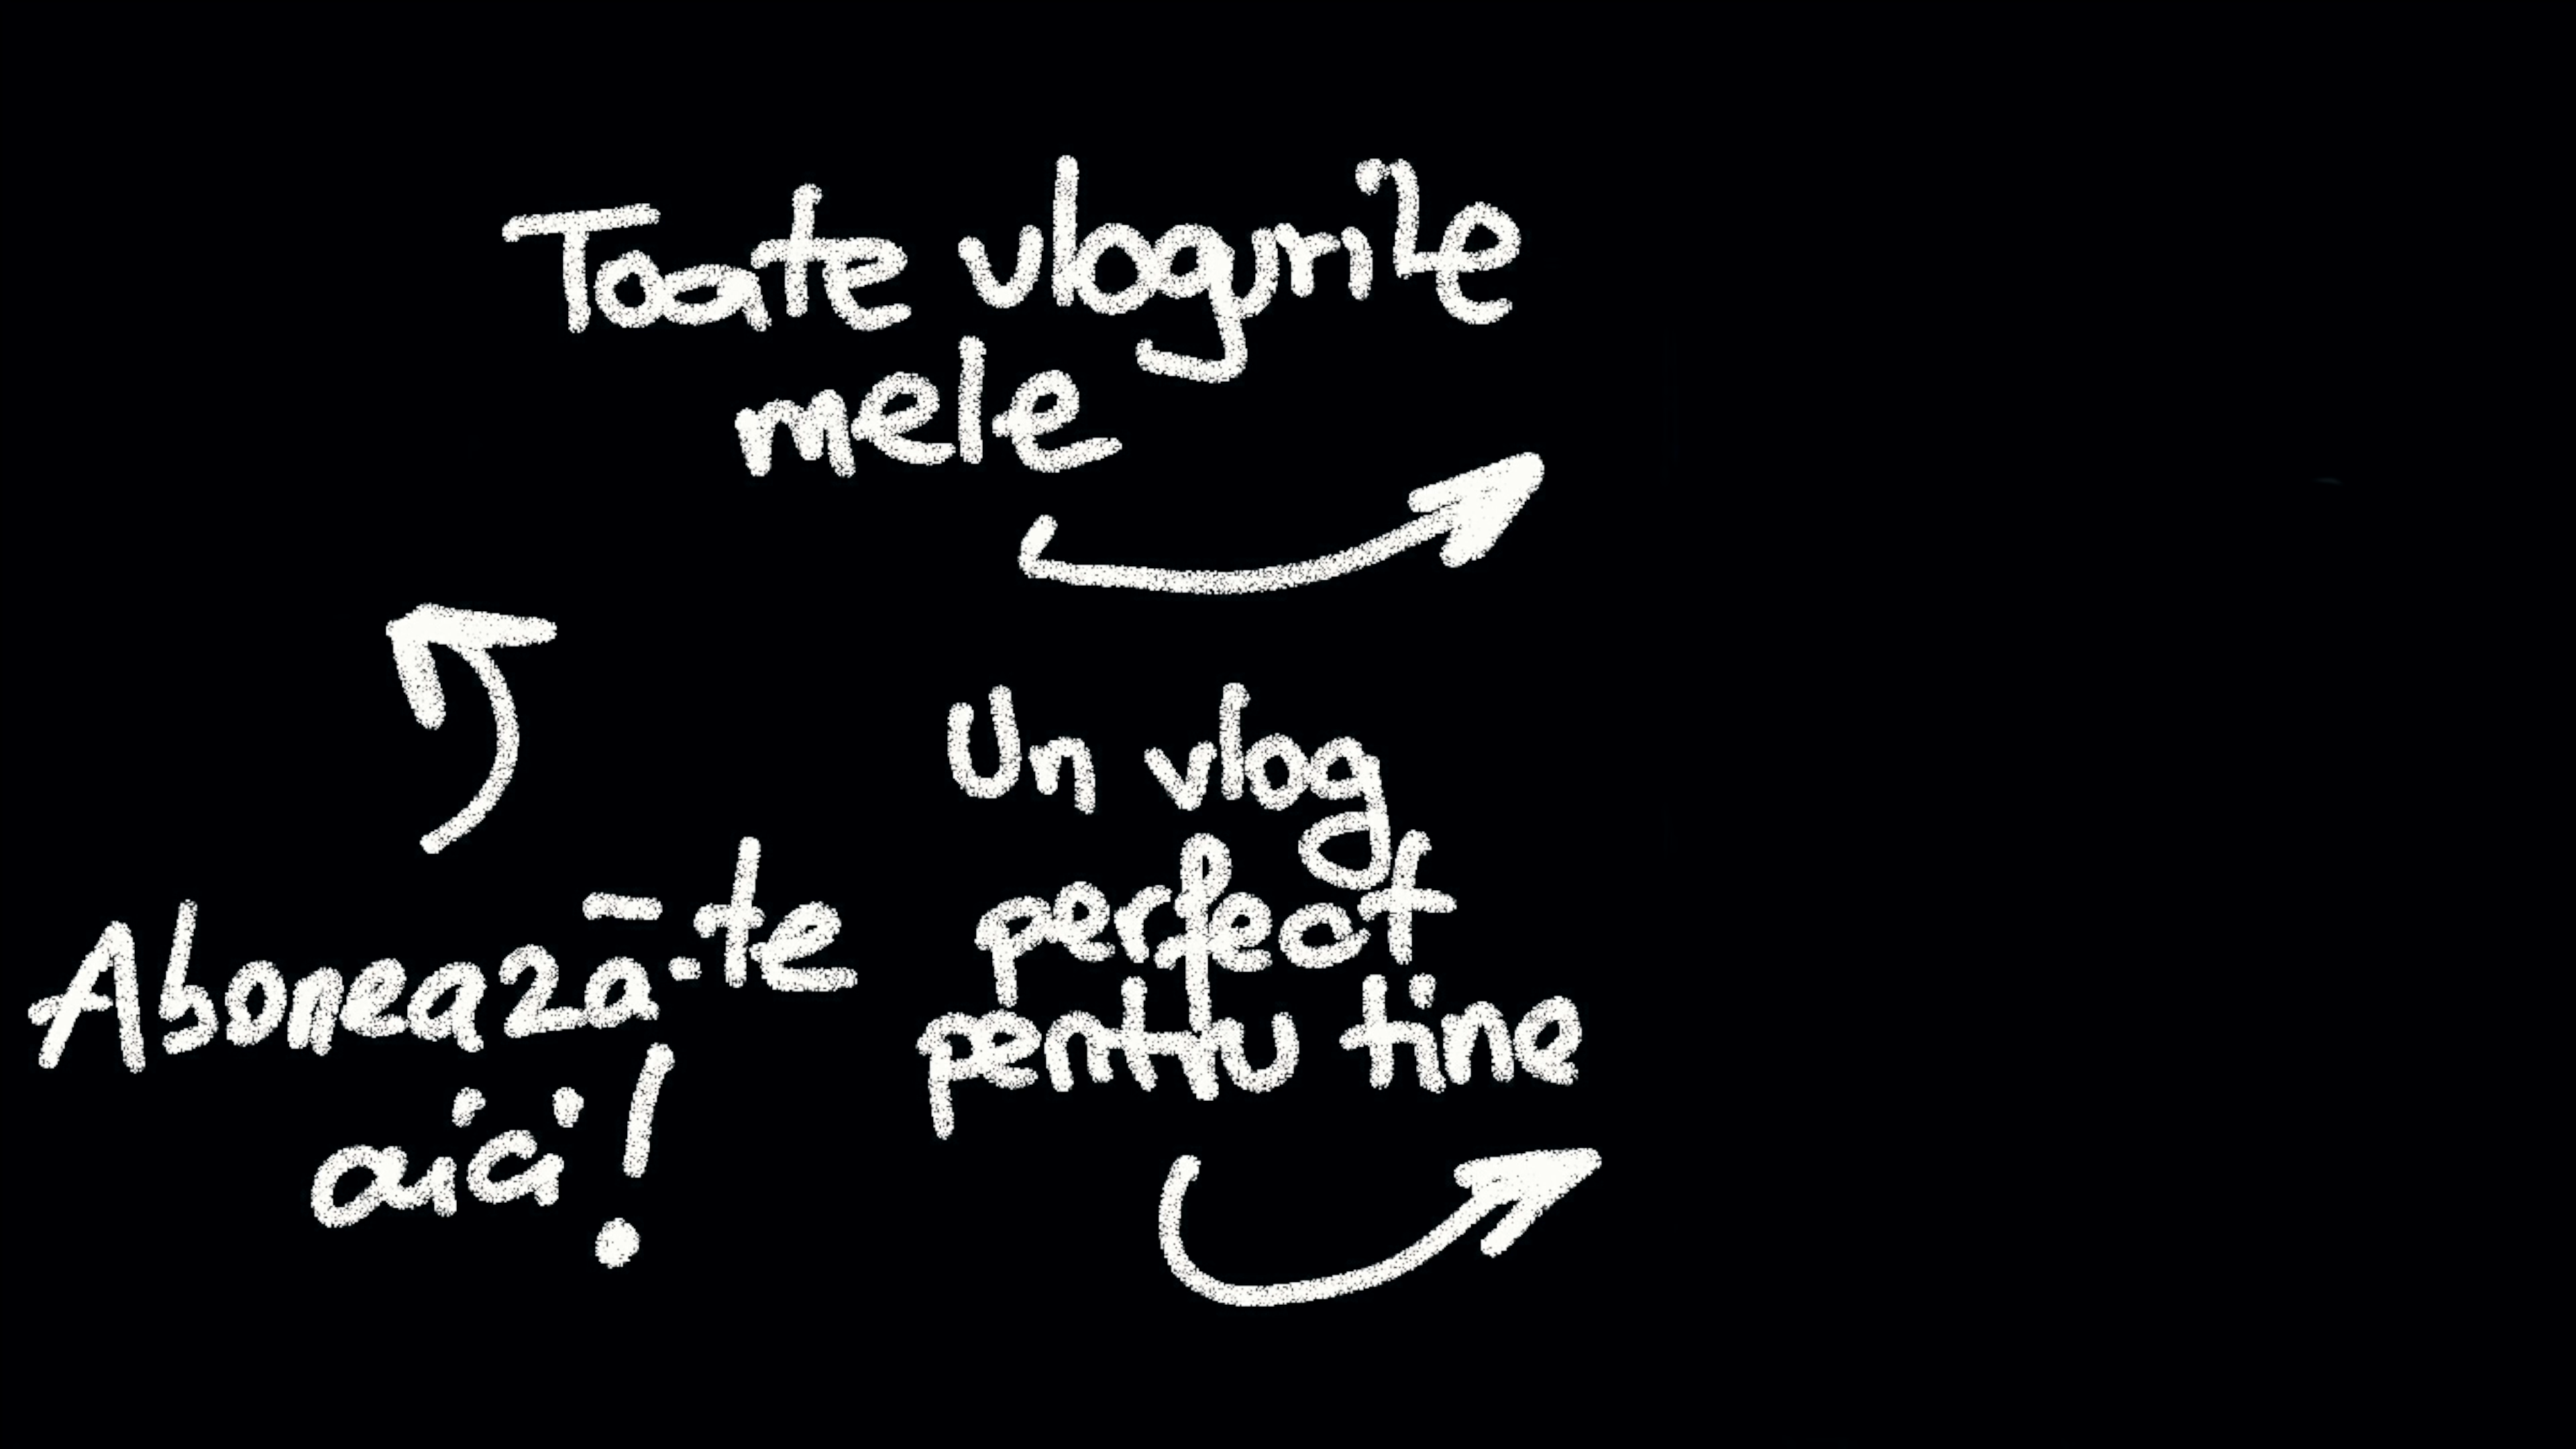 Toate vlogurile
mele
Un vlog
perfect
pentru tine
Abonează-te
aici!